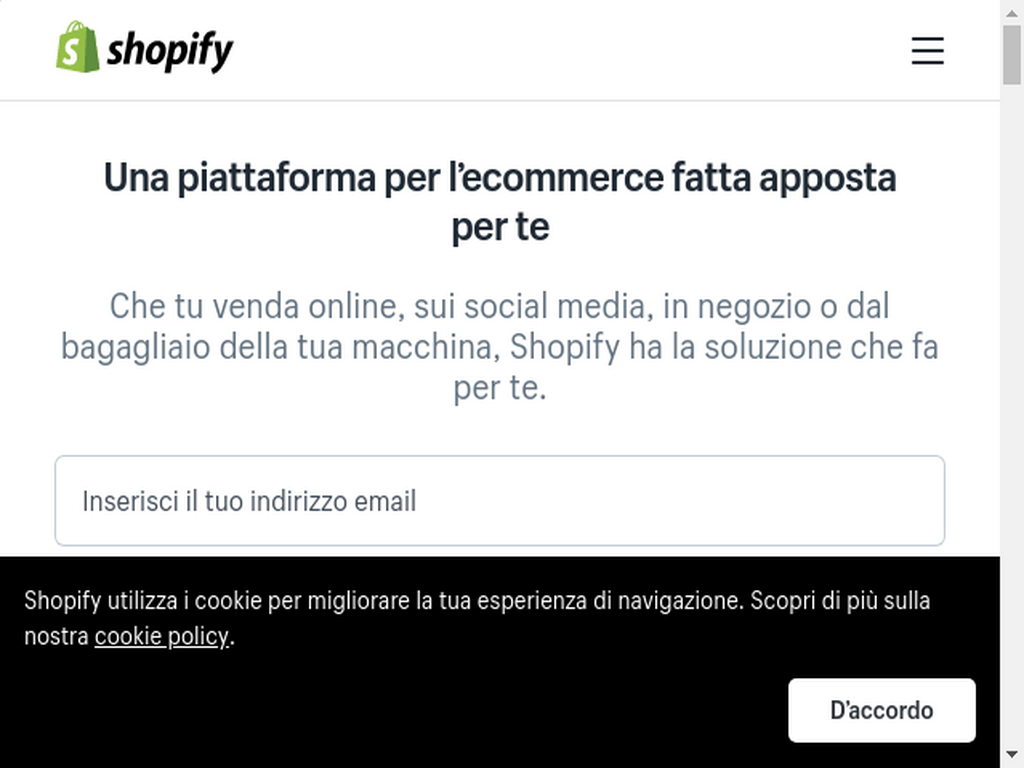 shopify
Una piattaforma per l’ecommerce fatta apposta
per te
Che tu venda online, sui social media, in negozio o dal
bagagliaio della tua macchina, Shopify ha la soluzione che fa
per te.
Inserisci il tuo indirizzo email
Shopify utilizza i cookie per migliorare la tua esperienza di navigazione. Scopri di più sulla
nostra cookie policy.
D’accordo